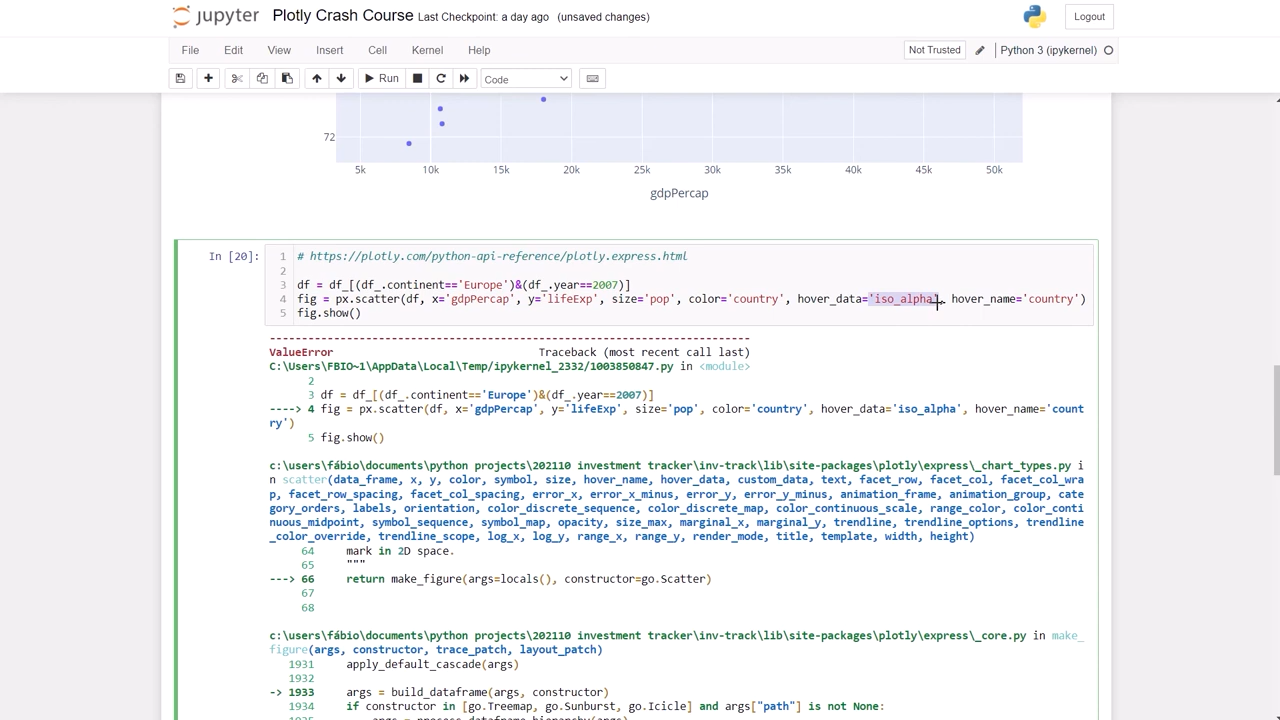 jupyter Plotly Crash Course Last Checkpoint: a day ago (unsaved changes) Logout
File Edit View Insert Cell Kernel Help Not Trusted Python 3 (ipykernel)
Run Code
72
5k 10k 15k 20k 25k 30k 35k 40k 45k 50k
gdpPercap
In [20]: 1 # https://plotly.com/python-api-reference/plotly.express.html
2
3 df = df_[(df_.continent=='Europe')&(df_.year==2007)]
4 fig = px.scatter(df, x='gdpPercap', y='lifeExp', size='pop', color='country', hover_data='iso_alpha', hover_name='country')
5 fig.show()
---------------------------------------------------------------------------
ValueError Traceback (most recent call last)
C:\Users\FBIO~1\AppData\Local\Temp/ipykernel_2332/1003850847.py in <module>
2
3 df = df_[(df_.continent=='Europe')&(df_.year==2007)]
----> 4 fig = px.scatter(df, x='gdpPercap', y='lifeExp', size='pop', color='country', hover_data='iso_alpha', hover_name='count
ry')
5 fig.show()
c:\users\fábio\documents\python projects\202110 investment tracker\inv-track\lib\site-packages\plotly\express\_chart_types.py i
n scatter(data_frame, x, y, color, symbol, size, hover_name, hover_data, custom_data, text, facet_row, facet_col, facet_col_wra
p, facet_row_spacing, facet_col_spacing, error_x, error_x_minus, error_y, error_y_minus, animation_frame, animation_group, cate
gory_orders, labels, orientation, color_discrete_sequence, color_discrete_map, color_continuous_scale, range_color, color_conti
nuous_midpoint, symbol_sequence, symbol_map, opacity, size_max, marginal_x, marginal_y, trendline, trendline_options, trendline
_color_override, trendline_scope, log_x, log_y, range_x, range_y, render_mode, title, template, width, height)
64 mark in 2D space.
65 """
---> 66 return make_figure(args=locals(), constructor=go.Scatter)
67
68
c:\users\fábio\documents\python projects\202110 investment tracker\inv-track\lib\site-packages\plotly\express\_core.py in make_
figure(args, constructor, trace_patch, layout_patch)
1931 apply_default_cascade(args)
1932
-> 1933 args = build_dataframe(args, constructor)
1934 if constructor in [go.Treemap, go.Sunburst, go.Icicle] and args["path"] is not None:
1935 args = process_dataframe_hierarchy(args)